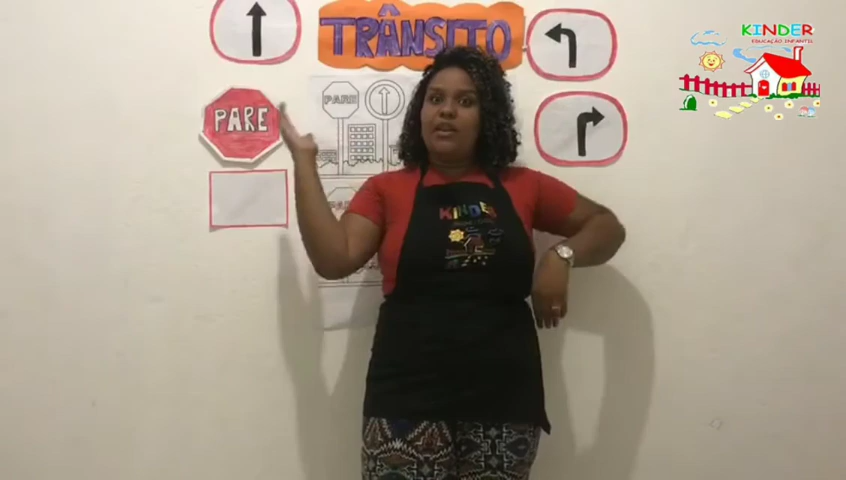 TRÂNSITO
KINDER
EDUCAÇÃO INFANTIL
PARE
PARE
KINDER